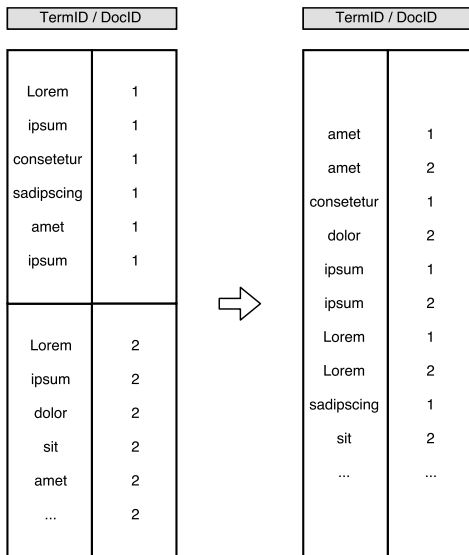 TermID / DocID
Lorem 1
ipsum 1
consetetur 1
sadipscing 1
amet 1
ipsum 1
Lorem 2
ipsum 2
dolor 2
sit 2
amet 2
... 2
TermID / DocID
amet 1
amet 2
consetetur 1
dolor 2
ipsum 1
ipsum 2
Lorem 1
Lorem 2
sadipscing 1
sit 2
... ...